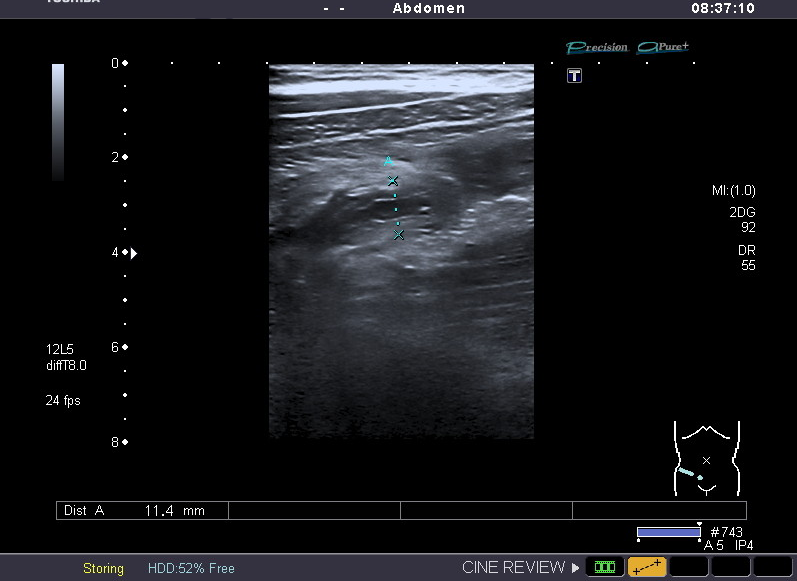 TOSHIBA
- - Abdomen 08:37:10
Precision APure+
T
0
2
A
MI:(1.0)
2DG
92
DR
55
4
6
12L5
diffT8.0
24 fps
8
Dist A 11.4 mm
#743
A 5 IP4
Storing HDD:52% Free CINE REVIEW